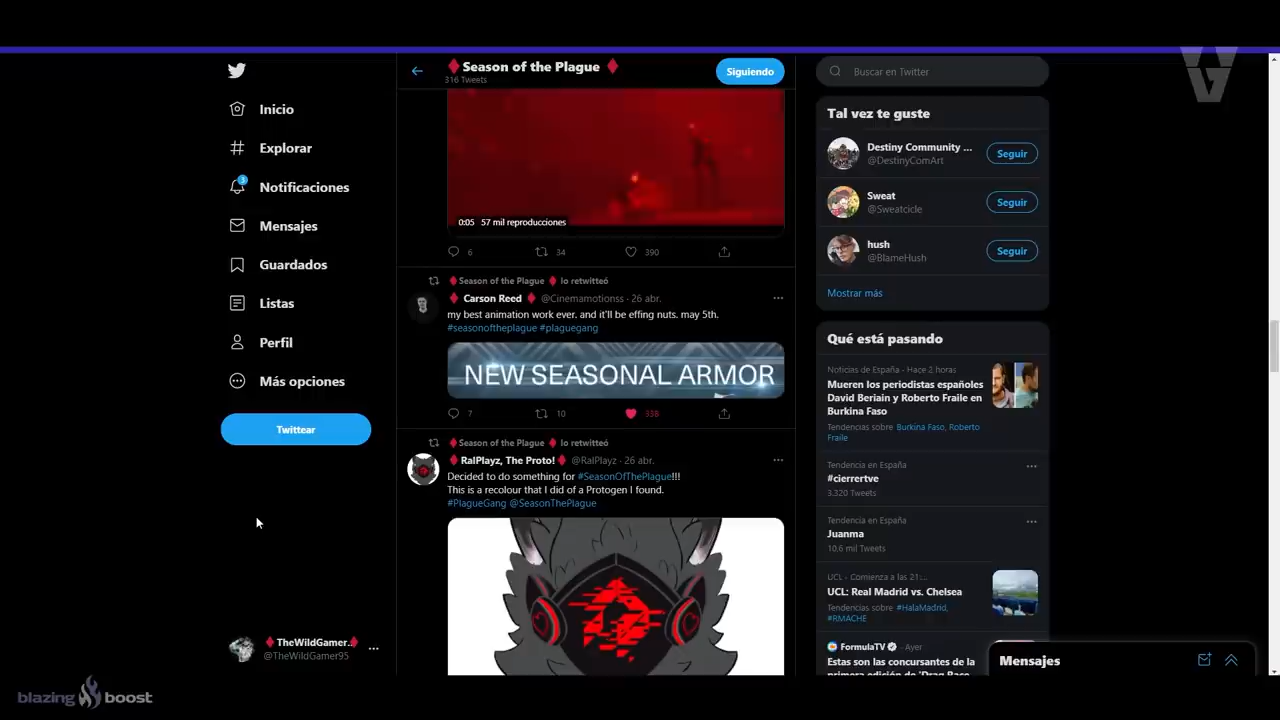 Season of the Plague
316 Tweets
Siguiendo
Buscar en Twitter
Inicio
Explorar
3
Notificaciones
Mensajes
Guardados
Listas
Perfil
Más opciones
Twittear
TheWildGamer..
@TheWildGamer95
0:05 57 mil reproducciones
6 34 390
Season of the Plague lo retwitteó
Carson Reed @Cinemamotionss · 26 abr.
my best animation work ever. and it'll be effing nuts. may 5th.
#seasonoftheplague #plaguegang
NEW SEASONAL ARMOR
7 10 338
Season of the Plague lo retwitteó
RalPlayz, The Proto! @RalPlayz · 26 abr.
Decided to do something for #SeasonOfThePlague!!!
This is a recolour that I did of a Protogen I found.
#PlagueGang @SeasonThePlague
Tal vez te guste
Destiny Community ...
@DestinyComArt
Seguir
Sweat
@Sweatcicle
Seguir
hush
@BlameHush
Seguir
Mostrar más
Qué está pasando
Noticias de España · Hace 2 horas
Mueren los periodistas españoles
David Beriain y Roberto Fraile en
Burkina Faso
Tendencias sobre Burkina Faso, Roberto
Fraile
Tendencia en España
#cierrertve
3.320 Tweets
Tendencia en España
Juanma
10,6 mil Tweets
UCL · Comienza a las 21:...
UCL: Real Madrid vs. Chelsea
Tendencias sobre #HalaMadrid,
#RMACHE
FormulaTV · Ayer
Estas son las concursantes de la
primera edición de 'Drag Race
Mensajes
blazing boost